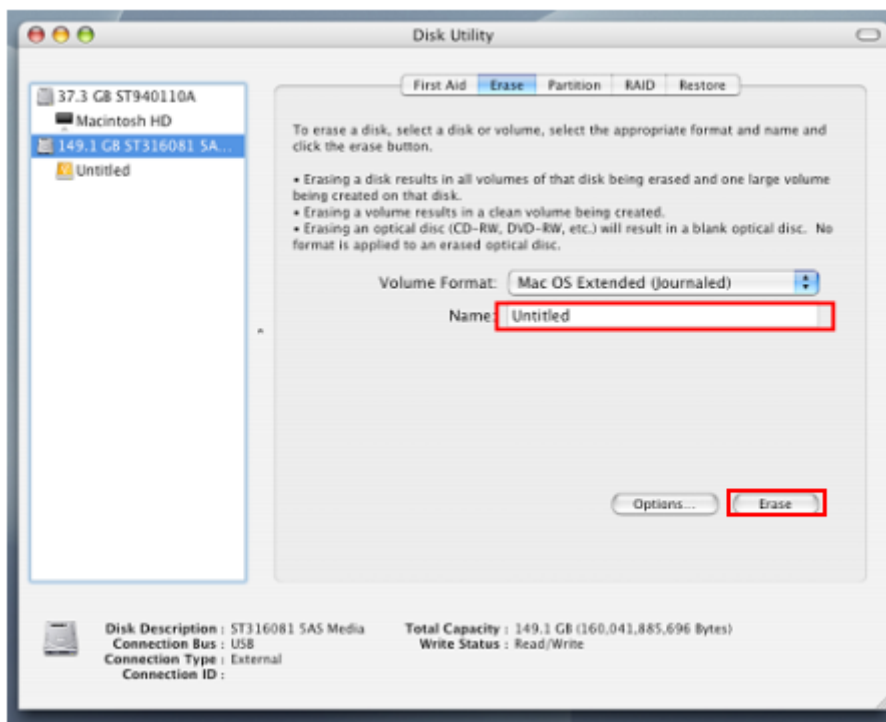 Disk Utility
37.3 GB ST940110A
Macintosh HD
149.1 GB ST316081 5A...
Untitled
First Aid Erase Partition RAID Restore
To erase a disk, select a disk or volume, select the appropriate format and name and
click the erase button.
• Erasing a disk results in all volumes of that disk being erased and one large volume
being created on that disk.
• Erasing a volume results in a clean volume being created.
• Erasing an optical disc (CD-RW, DVD-RW, etc.) will result in a blank optical disc. No
format is applied to an erased optical disc.
Volume Format: Mac OS Extended (Journaled)
Name: Untitled
Options... Erase
Disk Description : ST316081 5AS Media Total Capacity : 149.1 GB (160,041,885,696 Bytes)
Connection Bus : USB Write Status : Read/Write
Connection Type : External
Connection ID :